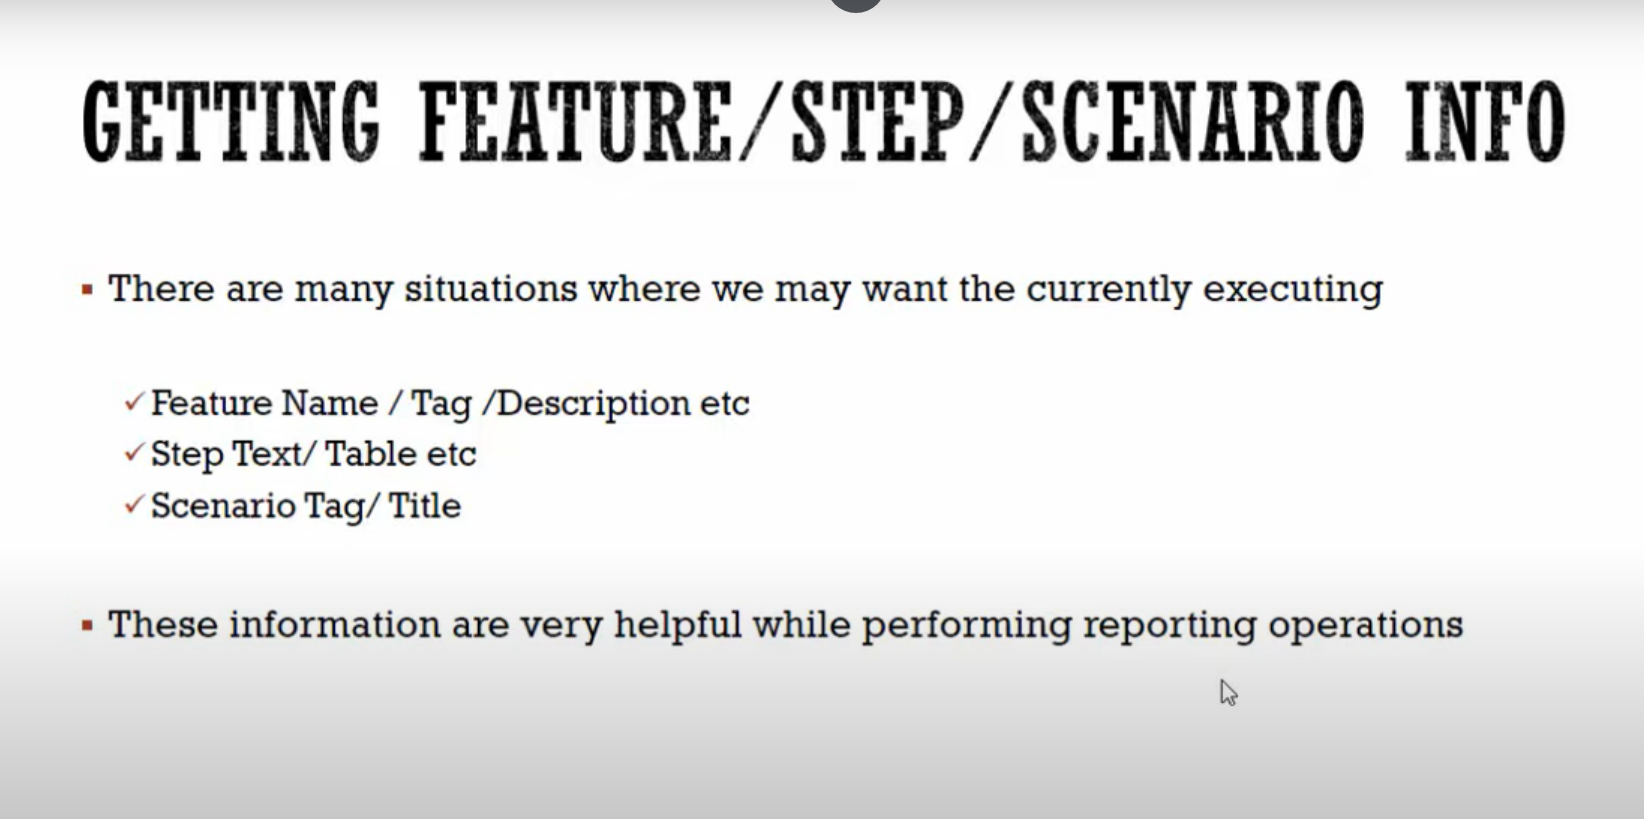 GETTING FEATURE/STEP/SCENARIO INFO
There are many situations where we may want the currently executing
Feature Name / Tag /Description etc
Step Text/ Table etc
Scenario Tag/ Title
These information are very helpful while performing reporting operations